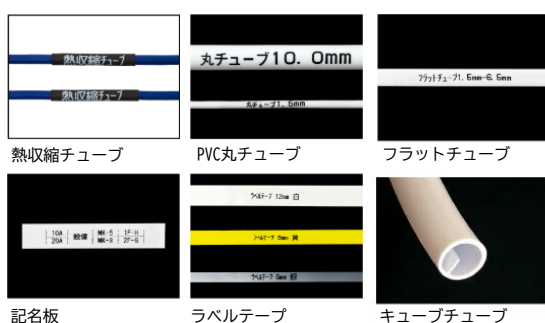 熱収縮チューブ
熱収縮チューブ
熱収縮チューブ
丸チューブ10.0mm
丸チューブ1.5mm
PVC丸チューブ
フラットチューブ1.5mm-6.5mm
フラットチューブ
10A 設備 MK-5 1F-H
20A MK-8 2F-G
記名板
ラベルテープ 12mm 白
ラベルテープ 9mm 黄
ラベルテープ 5mm 銀
ラベルテープ
キューブチューブ